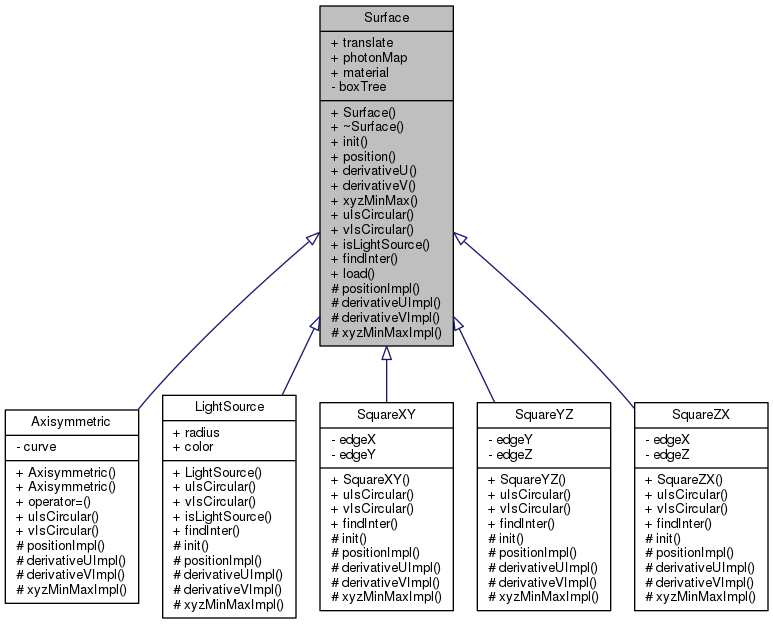 Surface
+ translate
+ photonMap
+ material
- boxTree
+ Surface()
+ ~Surface()
+ init()
+ position()
+ derivativeU()
+ derivativeV()
+ xyzMinMax()
+ uIsCircular()
+ vIsCircular()
+ isLightSource()
+ findInter()
+ load()
# positionImpl()
# derivativeUImpl()
# derivativeVImpl()
# xyzMinMaxImpl()
Axisymmetric
- curve
+ Axisymmetric()
+ Axisymmetric()
+ operator=()
+ uIsCircular()
+ vIsCircular()
# positionImpl()
# derivativeUImpl()
# derivativeVImpl()
# xyzMinMaxImpl()
LightSource
+ radius
+ color
+ LightSource()
+ uIsCircular()
+ vIsCircular()
+ isLightSource()
+ findInter()
# init()
# positionImpl()
# derivativeUImpl()
# derivativeVImpl()
# xyzMinMaxImpl()
SquareXY
- edgeX
- edgeY
+ SquareXY()
+ uIsCircular()
+ vIsCircular()
+ findInter()
# init()
# positionImpl()
# derivativeUImpl()
# derivativeVImpl()
# xyzMinMaxImpl()
SquareYZ
- edgeY
- edgeZ
+ SquareYZ()
+ uIsCircular()
+ vIsCircular()
+ findInter()
# init()
# positionImpl()
# derivativeUImpl()
# derivativeVImpl()
# xyzMinMaxImpl()
SquareZX
- edgeX
- edgeZ
+ SquareZX()
+ uIsCircular()
+ vIsCircular()
+ findInter()
# init()
# positionImpl()
# derivativeUImpl()
# derivativeVImpl()
# xyzMinMaxImpl()